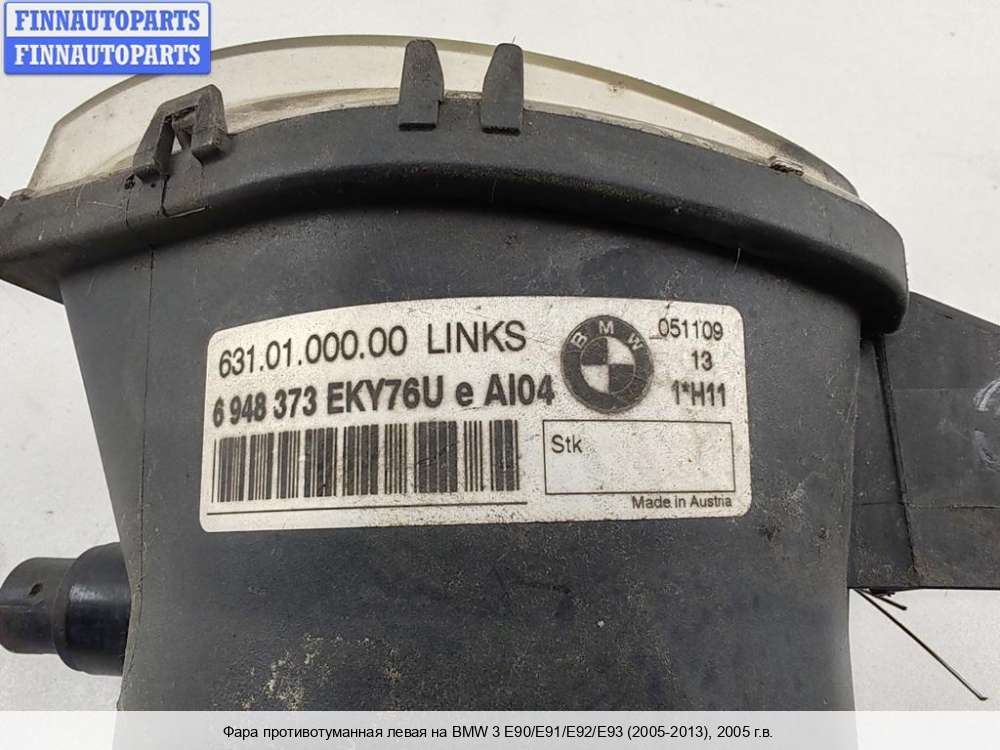 FINNAUTOPARTS
FINNAUTOPARTS
631.01.000.00 LINKS
BMW
051109
13
6 948 373 EKY76U e AI04
1*H11
Stk
Made in Austria
Фара противотуманная левая на BMW 3 E90/E91/E92/E93 (2005-2013), 2005 г.в.